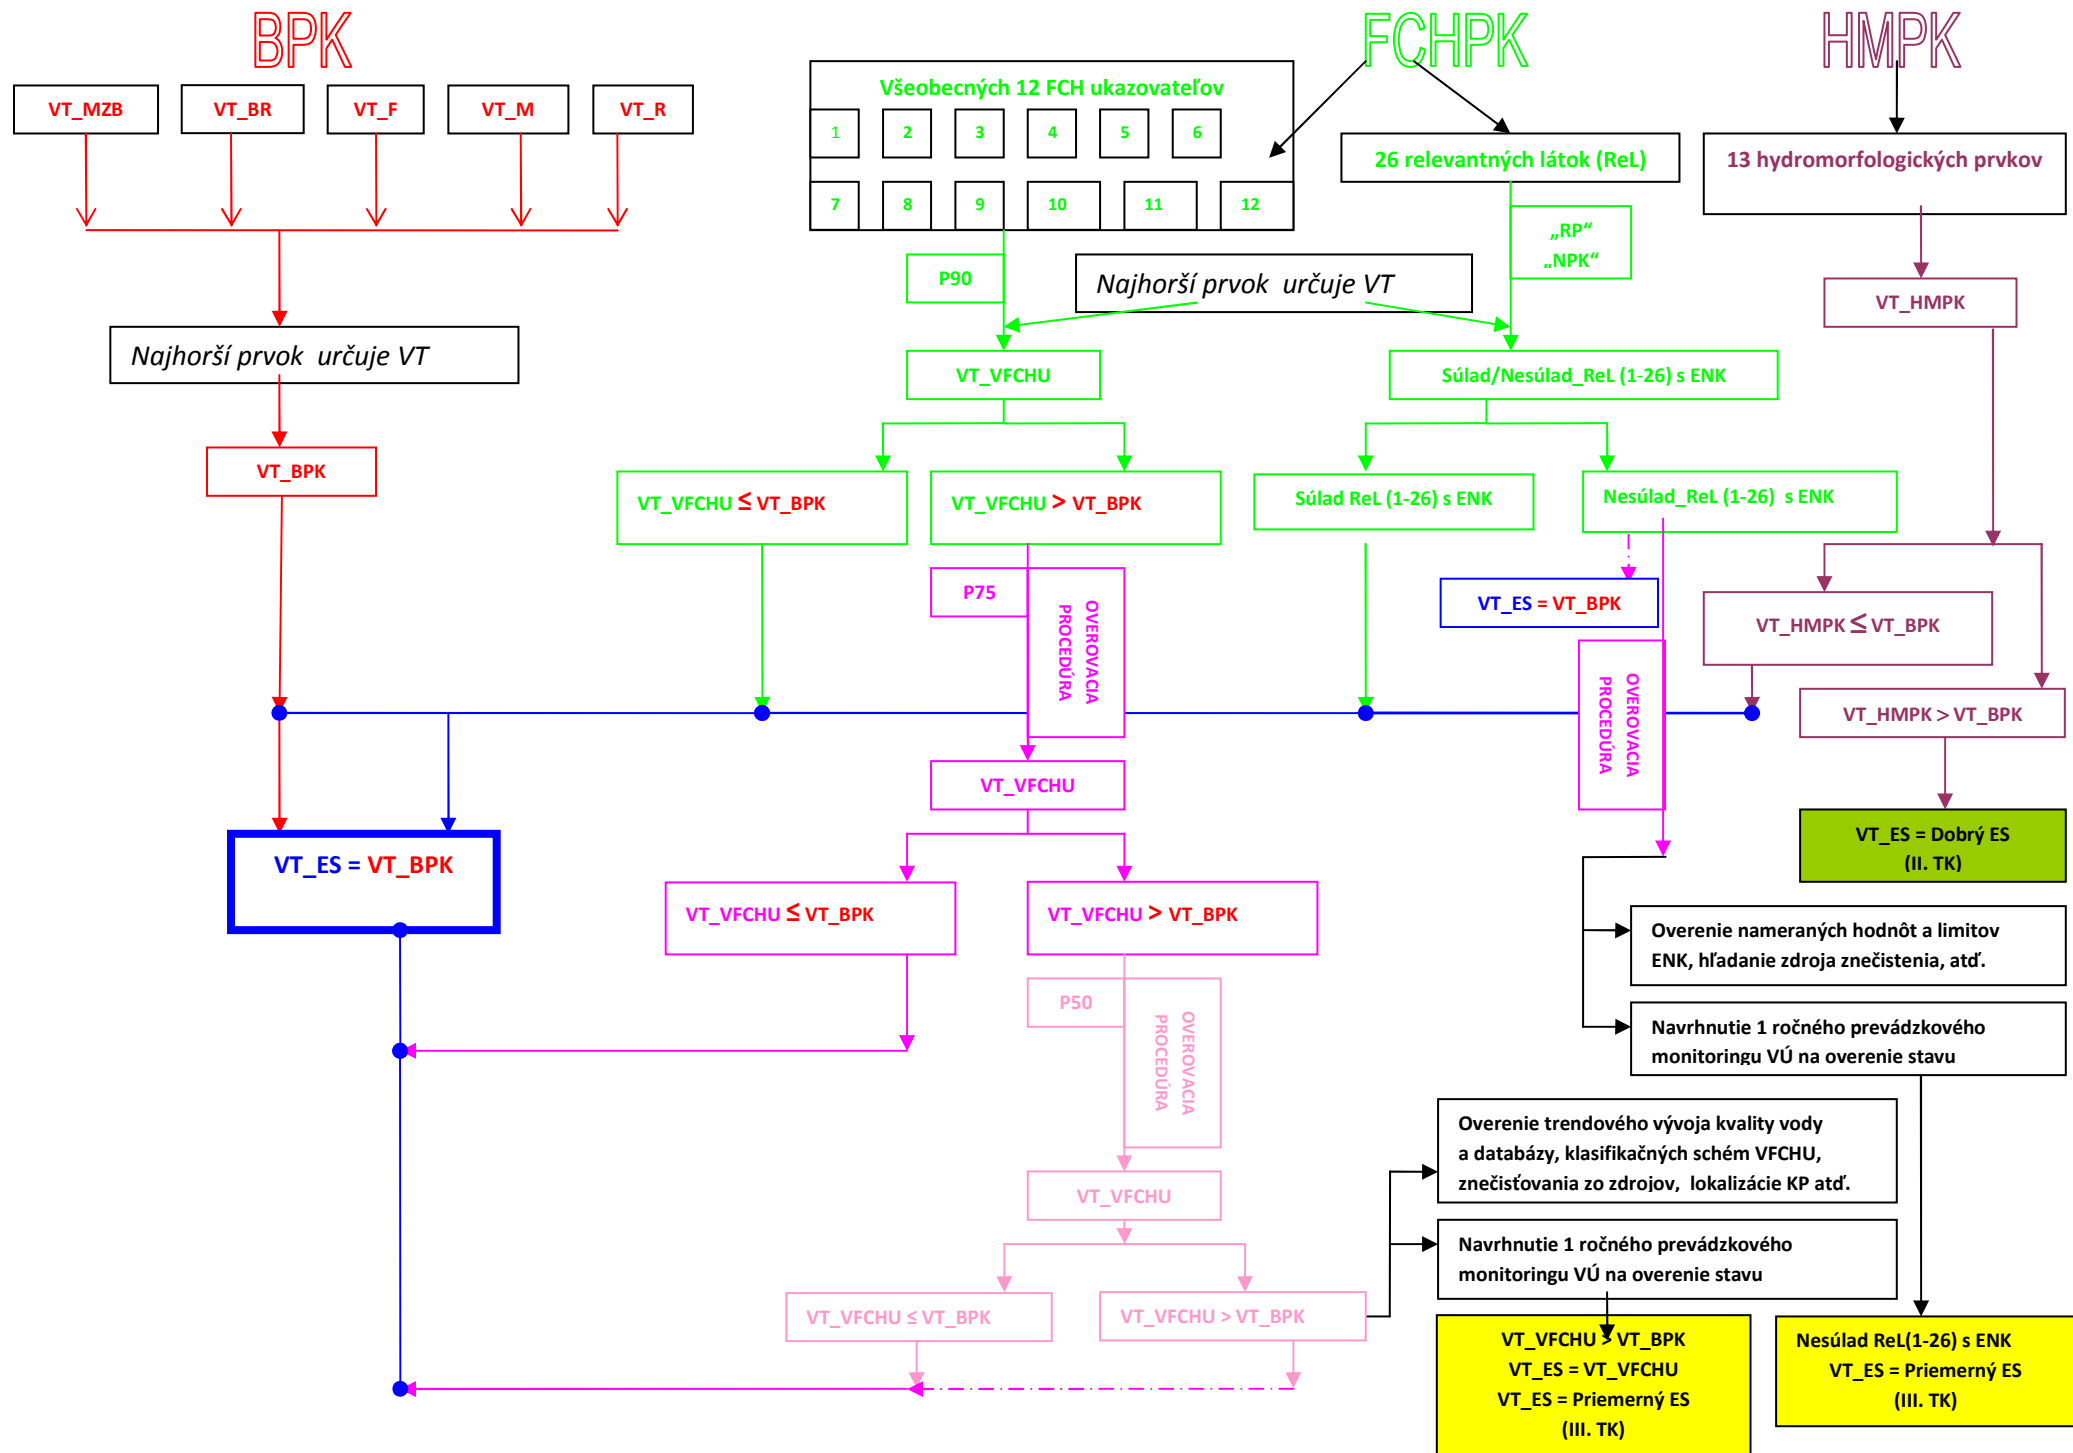 BPK
FCHPK
HMPK
VT_MZB
VT_BR
VT_F
VT_M
VT_R
Všeobecných 12 FCH ukazovateľov
1
2
3
4
5
6
7
8
9
10
11
12
26 relevantných látok (ReL)
13 hydromorfologických prvkov
„RP“
„NPK“
P90
Najhorší prvok určuje VT
VT_HMPK
Najhorší prvok určuje VT
VT_VFCHU
Súlad/Nesúlad_ReL (1-26) s ENK
VT_BPK
VT_VFCHU ≤ VT_BPK
VT_VFCHU > VT_BPK
Súlad ReL (1-26) s ENK
Nesúlad_ReL (1-26) s ENK
P75
OVEROVACIA
PROCEDÚRA
VT_ES = VT_BPK
VT_HMPK ≤ VT_BPK
OVEROVACIA
PROCEDÚRA
VT_HMPK > VT_BPK
VT_VFCHU
VT_ES = VT_BPK
VT_ES = Dobrý ES
(II. TK)
VT_VFCHU ≤ VT_BPK
VT_VFCHU > VT_BPK
Overenie nameraných hodnôt a limitov
ENK, hľadanie zdroja znečistenia, atď.
P50
OVEROVACIA
PROCEDÚRA
Navrhnutie 1 ročného prevádzkového
monitoringu VÚ na overenie stavu
Overenie trendového vývoja kvality vody
a databázy, klasifikačných schém VFCHU,
znečisťovania zo zdrojov, lokalizácie KP atď.
VT_VFCHU
Navrhnutie 1 ročného prevádzkového
monitoringu VÚ na overenie stavu
VT_VFCHU ≤ VT_BPK
VT_VFCHU > VT_BPK
VT_VFCHU > VT_BPK
VT_ES = VT_VFCHU
VT_ES = Priemerný ES
(III. TK)
Nesúlad ReL(1-26) s ENK
VT_ES = Priemerný ES
(III. TK)